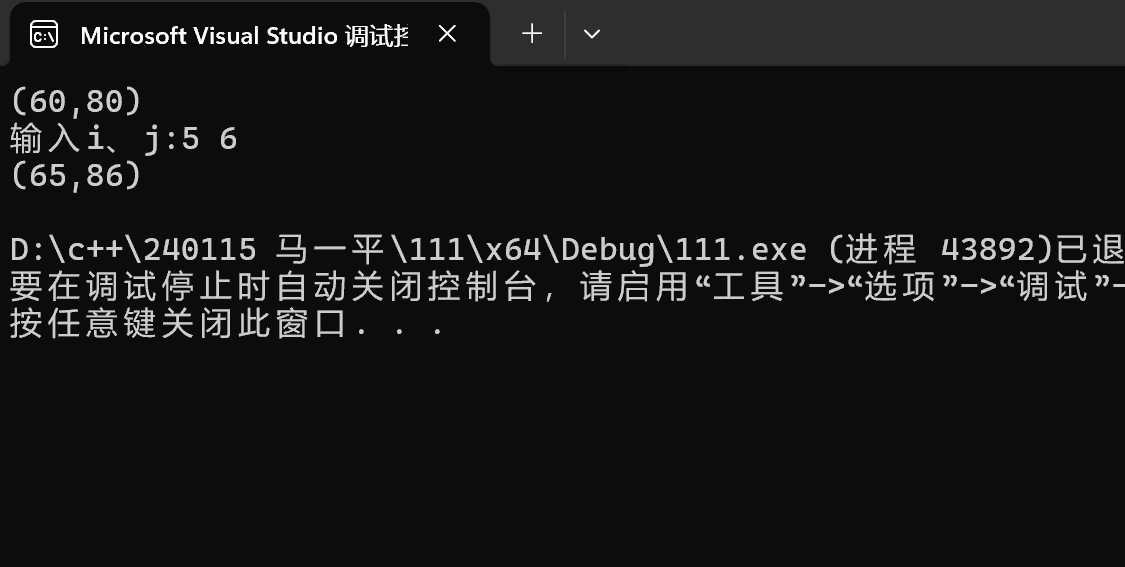 Microsoft Visual Studio 调试控
(60,80)
输入i、j:5 6
(65,86)
D:\c++\240115 马一平\111\x64\Debug\111.exe (进程 43892)已退
要在调试停止时自动关闭控制台，请启用“工具”->“选项”->“调试”-
按任意键关闭此窗口. . .